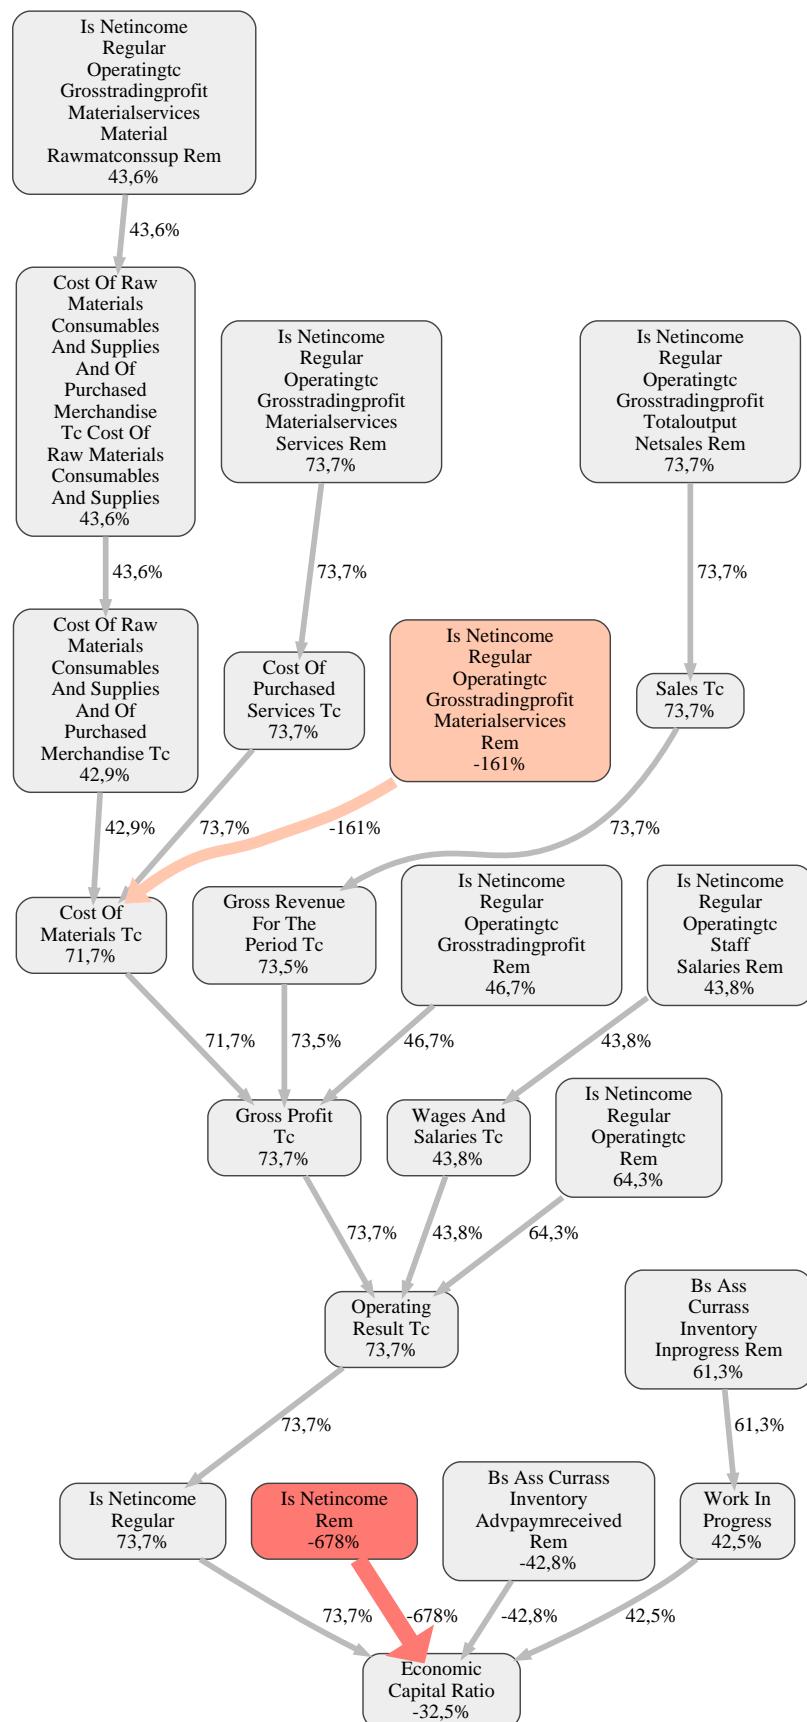 Is Netincome
Regular
Operatingtc
Grosstradingprofit
Materialservices
Material
Rawmatconssup Rem
43,6%
43,6%
Cost Of Raw
Materials
Consumables
And Supplies
And Of
Purchased
Merchandise
Tc Cost Of
Raw Materials
Consumables
And Supplies
43,6%
Is Netincome
Regular
Operatingtc
Grosstradingprofit
Materialservices
Services Rem
73,7%
Is Netincome
Regular
Operatingtc
Grosstradingprofit
Totaloutput
Netsales Rem
73,7%
43,6%
73,7%
73,7%
Cost Of Raw
Materials
Consumables
And Supplies
And Of
Purchased
Merchandise Tc
42,9%
Cost Of
Purchased
Services Tc
73,7%
Is Netincome
Regular
Operatingtc
Grosstradingprofit
Materialservices
Rem
-161%
Sales Tc
73,7%
42,9%
73,7%
-161%
73,7%
Cost Of
Materials Tc
71,7%
Gross Revenue
For The
Period Tc
73,5%
Is Netincome
Regular
Operatingtc
Grosstradingprofit
Rem
46,7%
Is Netincome
Regular
Operatingtc
Staff
Salaries Rem
43,8%
71,7%
73,5%
46,7%
43,8%
Gross Profit
Tc
73,7%
Wages And
Salaries Tc
43,8%
Is Netincome
Regular
Operatingtc
Rem
64,3%
73,7%
43,8%
64,3%
Operating
Result Tc
73,7%
Bs Ass
Currass
Inventory
Inprogress Rem
61,3%
73,7%
61,3%
Is Netincome
Regular
73,7%
Is Netincome
Rem
-678%
Bs Ass Currass
Inventory
Advpaymreceived
Rem
-42,8%
Work In
Progress
42,5%
73,7%
-678%
-42,8%
42,5%
Economic
Capital Ratio
-32,5%